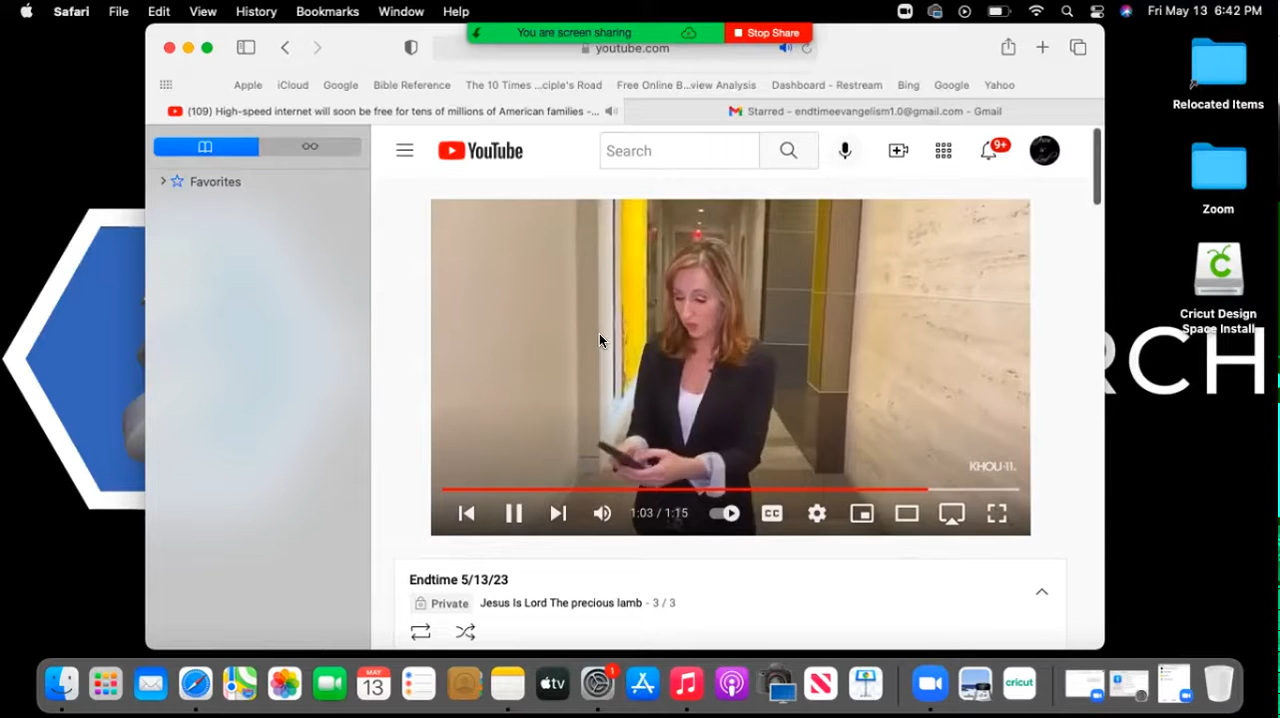 Safari File Edit View History Bookmarks Window Help Fri May 13 6:42 PM
You are screen sharing Stop Share
youtube.com
Apple iCloud Google Bible Reference The 10 Times ...ciple's Road Free Online B...view Analysis Dashboard - Restream Bing Google Yahoo
(109) High-speed internet will soon be free for tens of millions of American families -...
Starred - endtimeevangelism1.0@gmail.com - Gmail
YouTube
Search
9+
Favorites
KHOU 11.
1:03 / 1:15
CC
Endtime 5/13/23
Private Jesus Is Lord The precious lamb - 3 / 3
Relocated Items
Zoom
Cricut Design
Space Install
RCH
MAY
13
tv
1
cricut